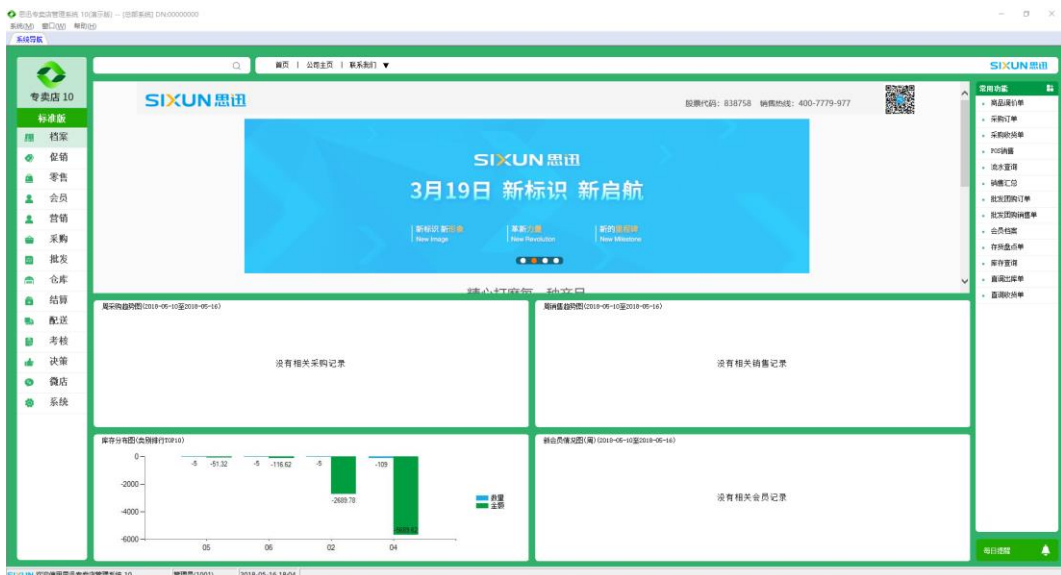 思迅专卖店管理系统 10(演示版) -- [总部系统] DN:00000000
系统(M) 窗口(W) 帮助(H)
系统导航
首页 | 公司主页 | 联系我们 ▼
SIXUN思迅
专卖店 10
标准版
档案
促销
零售
会员
营销
采购
批发
仓库
结算
配送
考核
决策
微店
系统
SIXUN思迅
股票代码：838758 销售热线：400-7779-977
SIXUN思迅
3月19日 新标识 新启航
新标识 新形象
New Image
革新力量
New Revolution
新的里程碑
New Milestone
周采购趋势图(2018-05-10至2018-05-16)
没有相关采购记录
周销售趋势图(2018-05-10至2018-05-16)
没有相关销售记录
库存分布图(类别排行TOP10)
0
-2000
-4000
-6000
-5 -51.32 -5 -116.62 -5 -2689.78 -109
05 06 02 04
数量
金额
新会员情况图(周)(2018-05-10至2018-05-16)
没有相关会员记录
常用功能
商品调价单
采购订单
采购收货单
POS销售
流水查询
销售汇总
批发团购订单
批发团购销售单
会员档案
存货盘点单
库存查询
直调出库单
直调收货单
每日提醒
管理员(1001)
2018-05-16 18:04